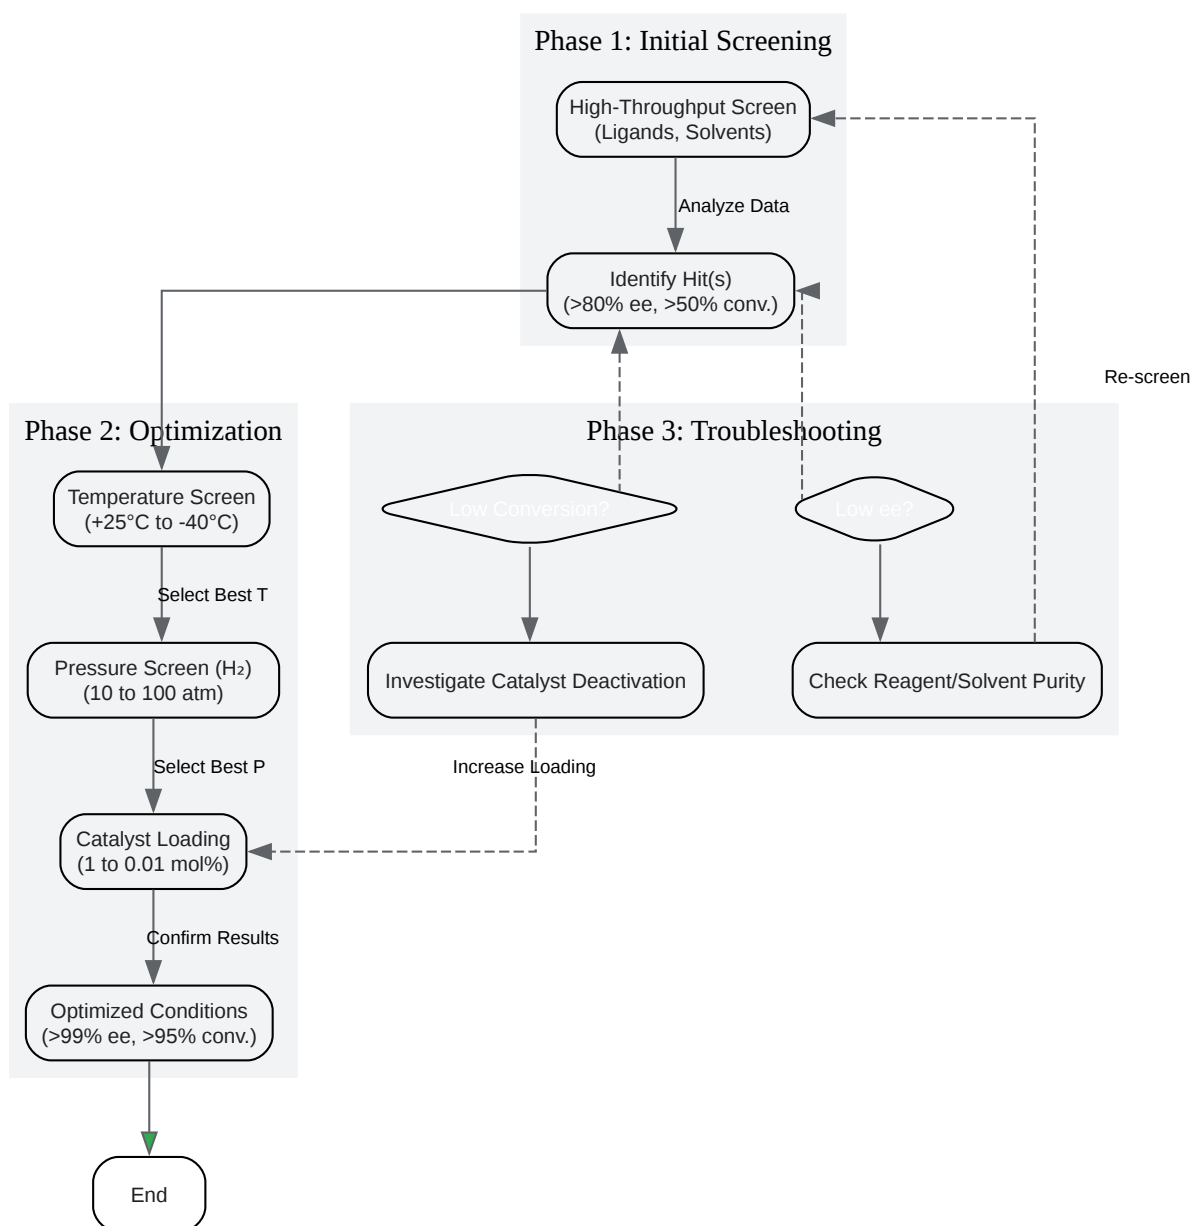 Phase 1: Initial Screening
High-Throughput Screen
(Ligands, Solvents)
Analyze Data
Identify Hit(s)
(>80% ee, >50% conv.)
Re-screen
Phase 2: Optimization
Temperature Screen
(+25°C to -40°C)
Select Best T
Pressure Screen (H₂)
(10 to 100 atm)
Select Best P
Catalyst Loading
(1 to 0.01 mol%)
Confirm Results
Optimized Conditions
(>99% ee, >95% conv.)
End
Phase 3: Troubleshooting
Low Conversion?
Low ee?
Investigate Catalyst Deactivation
Check Reagent/Solvent Purity
Increase Loading